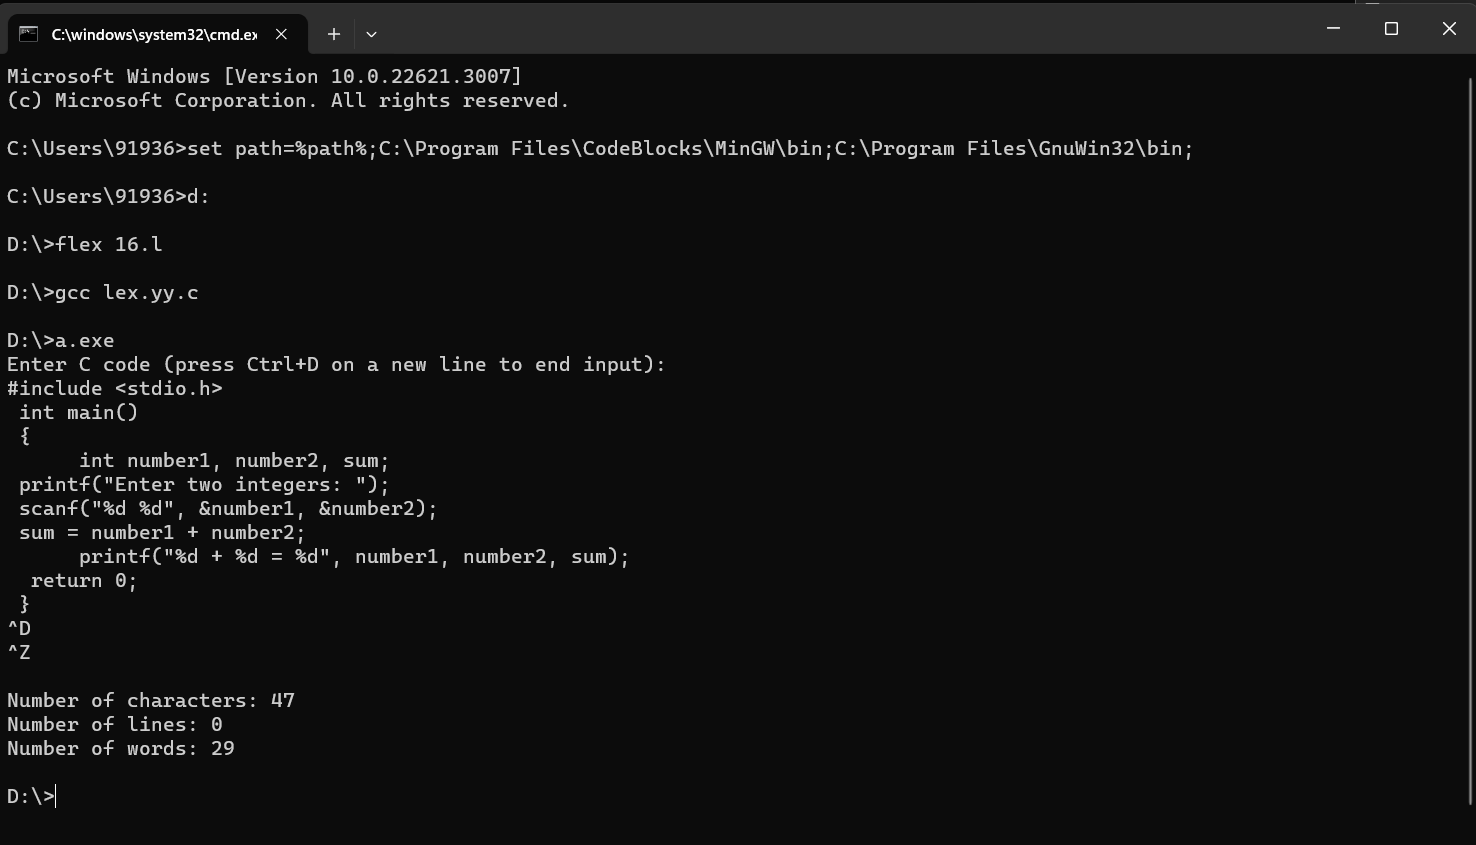 C:\windows\system32\cmd.ex
Microsoft Windows [Version 10.0.22621.3007]
(c) Microsoft Corporation. All rights reserved.
C:\Users\91936>set path=%path%;C:\Program Files\CodeBlocks\MinGW\bin;C:\Program Files\GnuWin32\bin;
C:\Users\91936>d:
D:\>flex 16.l
D:\>gcc lex.yy.c
D:\>a.exe
Enter C code (press Ctrl+D on a new line to end input):
#include <stdio.h>
int main()
{
int number1, number2, sum;
printf("Enter two integers: ");
scanf("%d %d", &number1, &number2);
sum = number1 + number2;
printf("%d + %d = %d", number1, number2, sum);
return 0;
}
^D
^Z
Number of characters: 47
Number of lines: 0
Number of words: 29
D:\>